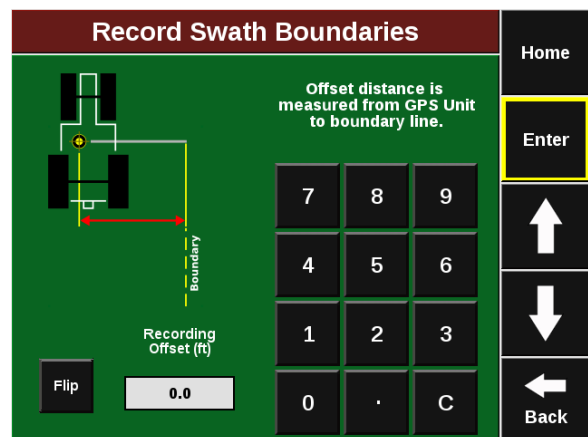 Record Swath Boundaries
Home
Offset distance is
measured from GPS Unit
to boundary line.
Enter
7 8 9
4 5 6
Boundary
1 2 3
Recording
Offset (ft)
Flip
0.0
0 . C
Back